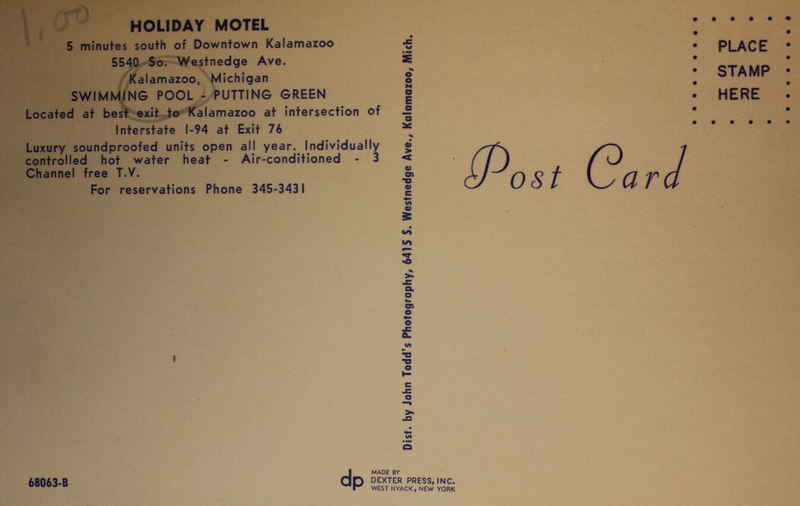 1.00
HOLIDAY MOTEL
5 minutes south of Downtown Kalamazoo
5540 So. Westnedge Ave.
Kalamazoo, Michigan
SWIMMING POOL - PUTTING GREEN
Located at best exit to Kalamazoo at intersection of
Interstate I-94 at Exit 76
Luxury soundproofed units open all year. Individually
controlled hot water heat - Air-conditioned - 3
Channel free T.V.
For reservations Phone 345-3431
68063-B
Dist. by John Todd's Photography, 6415 S. Westnedge Ave., Kalamazoo, Mich.
dp
MADE BY
DEXTER PRESS, INC.
WEST NYACK, NEW YORK
Post Card
PLACE
STAMP
HERE